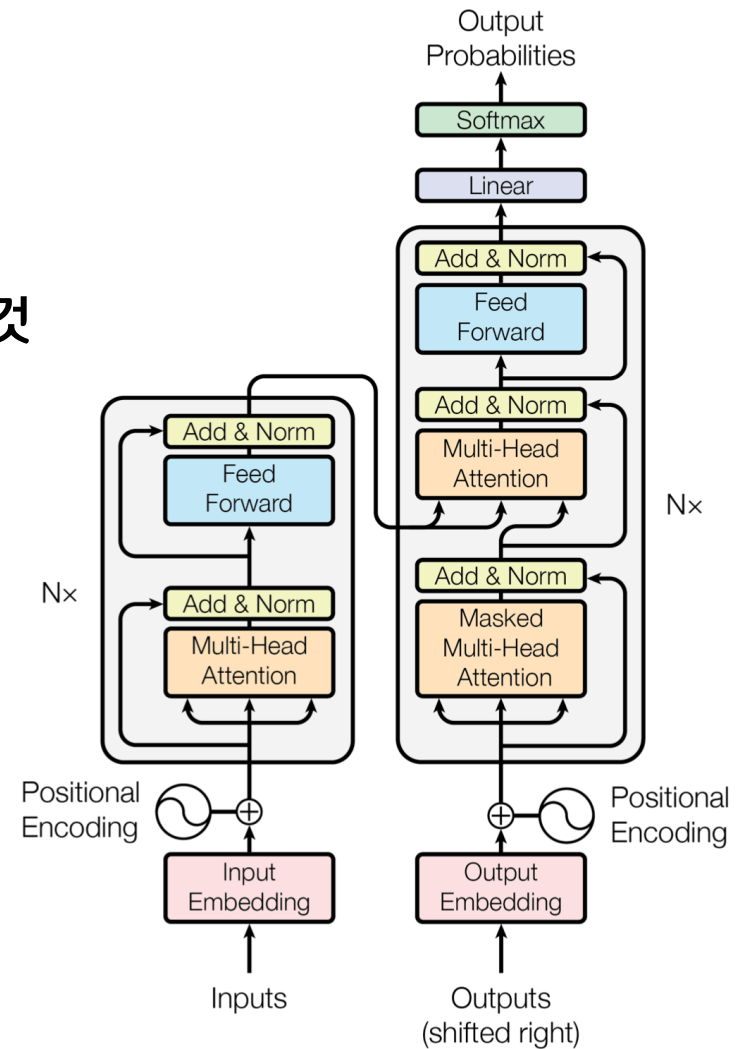 Output
Probabilities
Softmax
Linear
Add & Norm
Feed
Forward
Add & Norm
Multi-Head
Attention
Add & Norm
Masked
Multi-Head
Attention
Nx
것
Add & Norm
Feed
Forward
Add & Norm
Multi-Head
Attention
Nx
Positional
Encoding
Positional
Encoding
Input
Embedding
Output
Embedding
Inputs
Outputs
(shifted right)